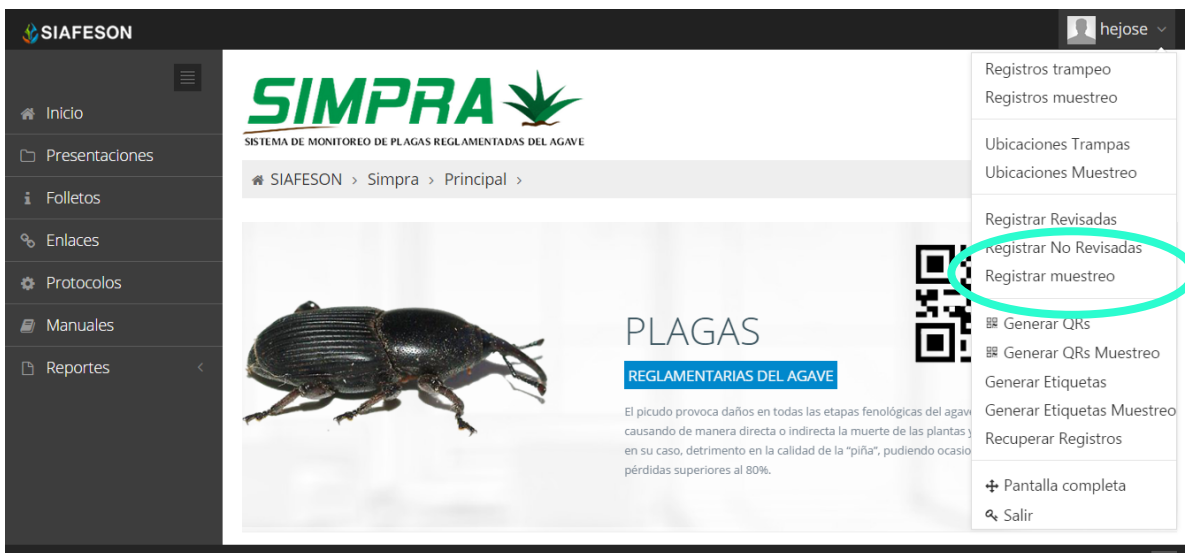 SIAFESON
hejose
Inicio
Presentaciones
Folletos
Enlaces
Protocolos
Manuales
Reportes
SIMPRA
SISTEMA DE MONITOREO DE PLAGAS REGLAMENTADAS DEL AGAVE
SIAFESON > Simpra > Principal >
PLAGAS
REGLAMENTARIAS DEL AGAVE
El picudo provoca daños en todas las etapas fenológicas del agave
causando de manera directa o indirecta la muerte de las plantas y
en su caso, detrimento en la calidad de la "piña", pudiendo ocasio
pérdidas superiores al 80%.
Registros trampeo
Registros muestreo
Ubicaciones Trampas
Ubicaciones Muestreo
Registrar Revisadas
Registrar No Revisadas
Registrar muestreo
Generar QRs
Generar QRs Muestreo
Generar Etiquetas
Generar Etiquetas Muestreo
Recuperar Registros
Pantalla completa
Salir